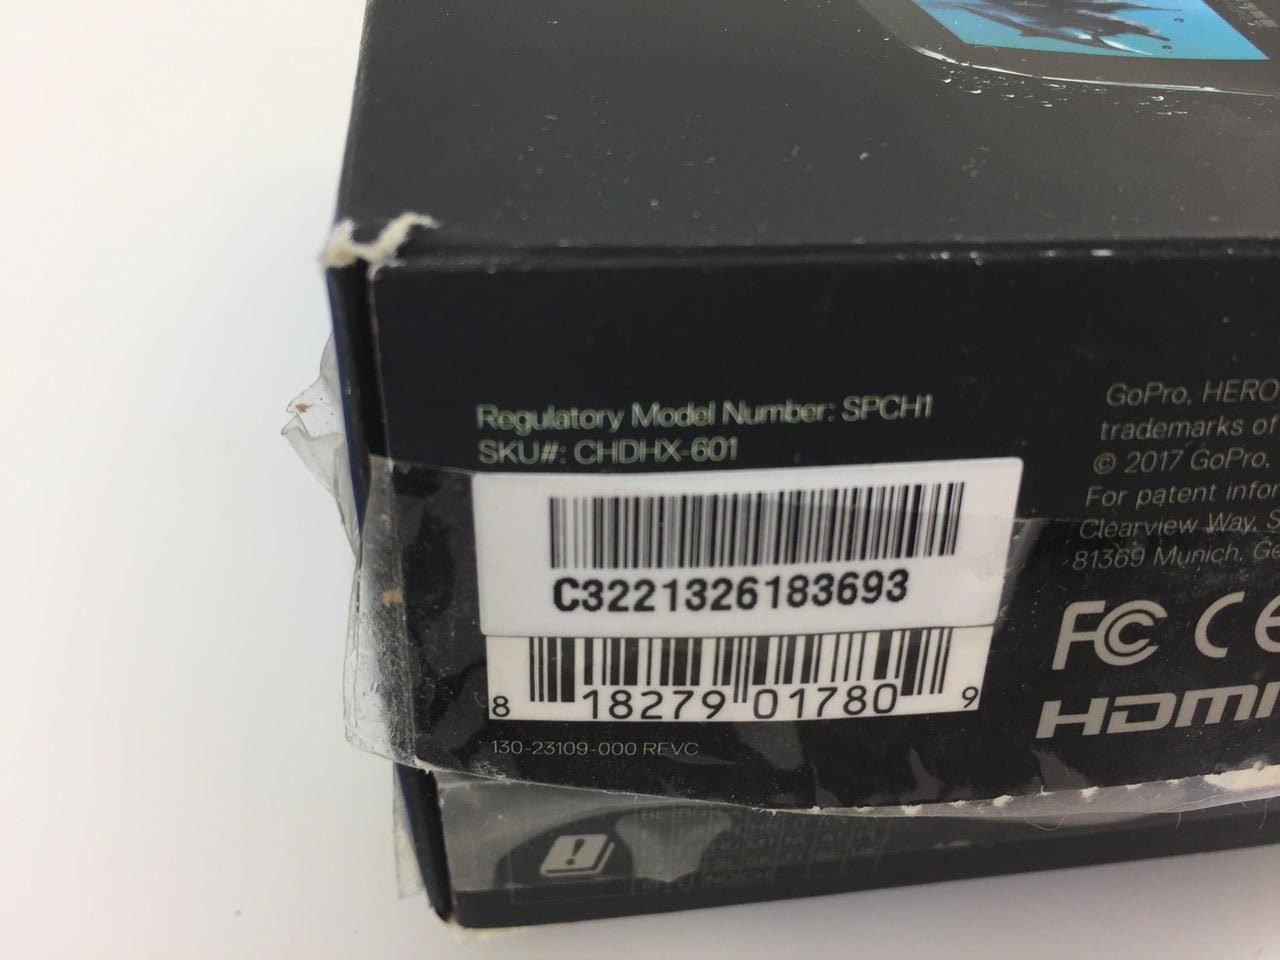 Regulatory Model Number: SPCH1
SKU#: CHDHX-601
C3221326183693
8 18279 01780 9
130-23109-000 REVC
GoPro, HERO
trademarks of
© 2017 GoPro.
For patent infor
Clearview Way, S
81369 Munich, Ge
FC CE
HDMI